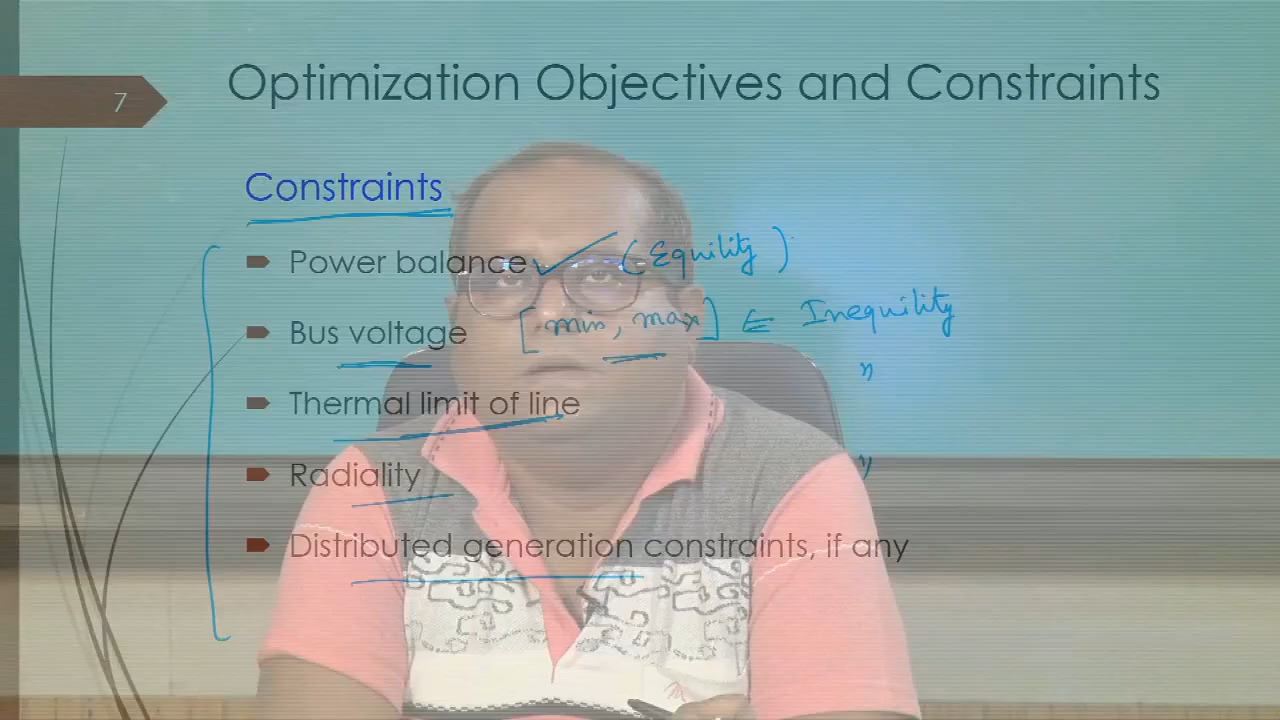 7
Optimization Objectives and Constraints
Constraints
Power balance (Equility)
Bus voltage [min, max] ∈ Inequility
"
Thermal limit of line
Radiality "
Distributed generation constraints, if any